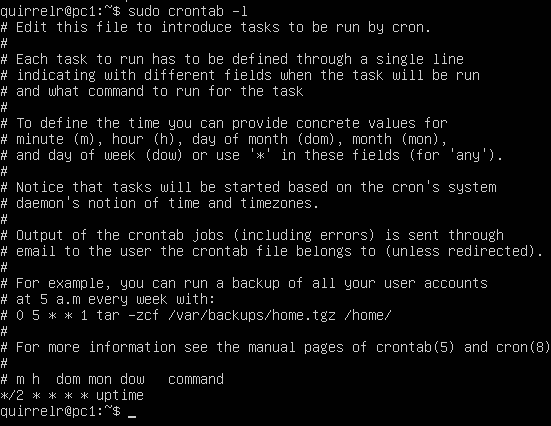 quirrelr@pc1:~$ sudo crontab -l
# Edit this file to introduce tasks to be run by cron.
#
# Each task to run has to be defined through a single line
# indicating with different fields when the task will be run
# and what command to run for the task
#
# To define the time you can provide concrete values for
# minute (m), hour (h), day of month (dom), month (mon),
# and day of week (dow) or use '*' in these fields (for 'any').
#
# Notice that tasks will be started based on the cron's system
# daemon's notion of time and timezones.
#
# Output of the crontab jobs (including errors) is sent through
# email to the user the crontab file belongs to (unless redirected).
#
# For example, you can run a backup of all your user accounts
# at 5 a.m every week with:
# 0 5 * * 1 tar -zcf /var/backups/home.tgz /home/
#
# For more information see the manual pages of crontab(5) and cron(8)
#
# m h  dom mon dow   command
*/2 * * * * uptime
quirrelr@pc1:~$ _